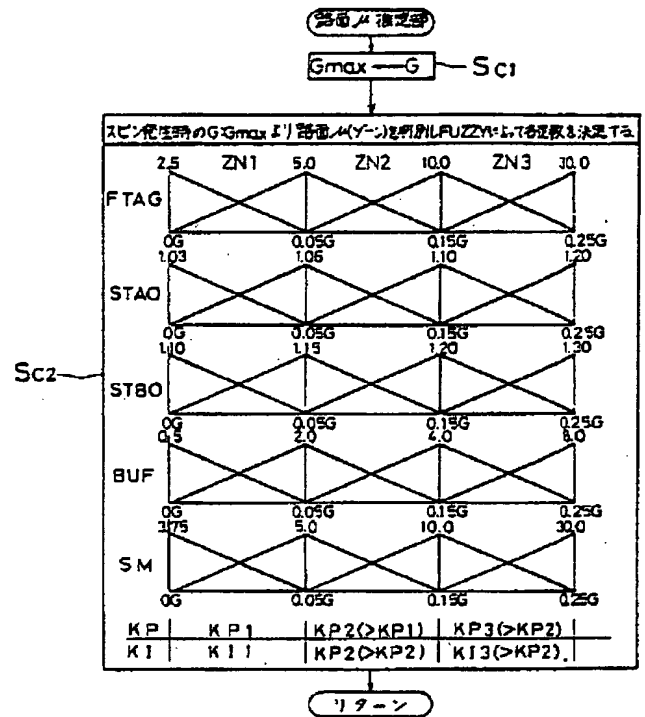 路面μ推定部
Gmax ← G
SC1
スピン発生時のG:Gmaxより路面μ(ゾーン)を判別しFUZZYによって各定数を決定する
2.5 ZN1 5.0 ZN2 10.0 ZN3 30.0
FTAG
0G 0.05G 0.15G 0.25G
1.03 1.06 1.10 1.20
STAO
0G 0.05G 0.15G 0.25G
1.10 1.15 1.20 1.30
SC2
STBO
0G 0.05G 0.15G 0.25G
0.5 2.0 4.0 8.0
BUF
0G 0.05G 0.15G 0.25G
3.75 5.0 10.0 30.0
SM
0G 0.05G 0.15G 0.25G
KP KP1 KP2(>KP1) KP3(>KP2)
KI KI1 KP2(>KP2) KI3(>KP2).
リターン